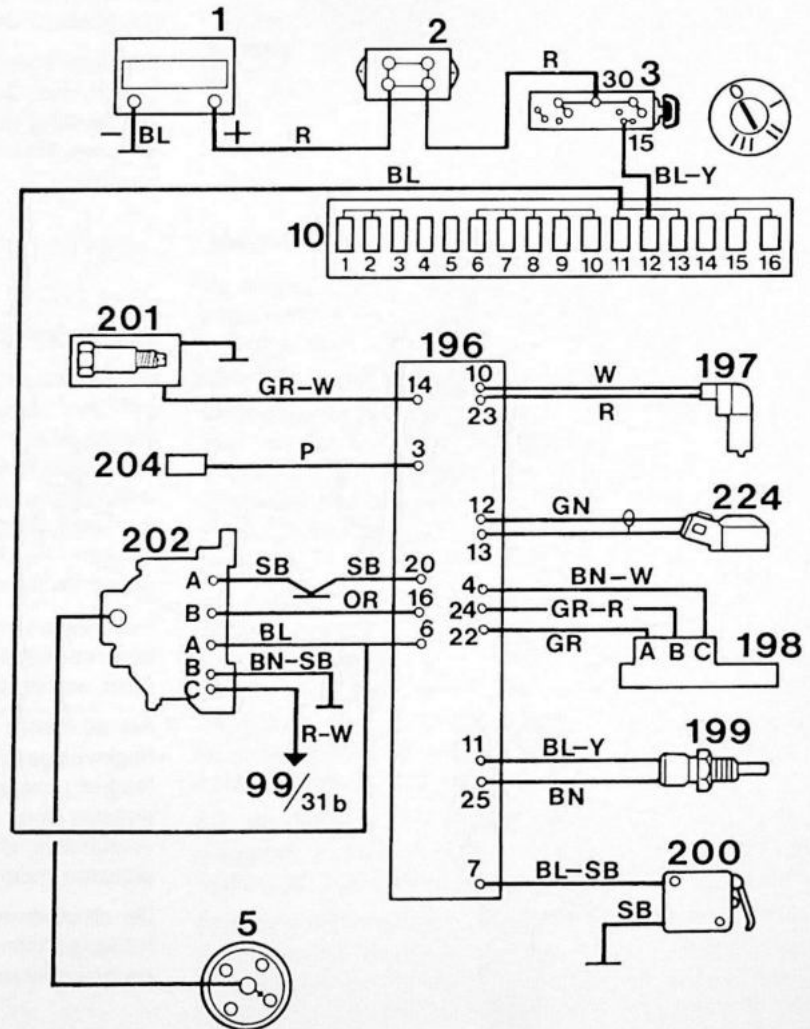 1
2
R
30
3
15
–
BL
+
R
BL
BL–Y
10
1 2 3 4 5 6 7 8 9 10 11 12 13 14 15 16
O
I
II
III
201
196
197
14
10
W
GR–W
23
R
204
P
3
224
12
GN
13
202
A
SB
SB
20
4
BN–W
B
OR
16
24
GR–R
A
BL
6
22
GR
A B C
198
B
BN–SB
C
R–W
99/31b
11
BL–Y
199
25
BN
200
7
BL–SB
SB
5